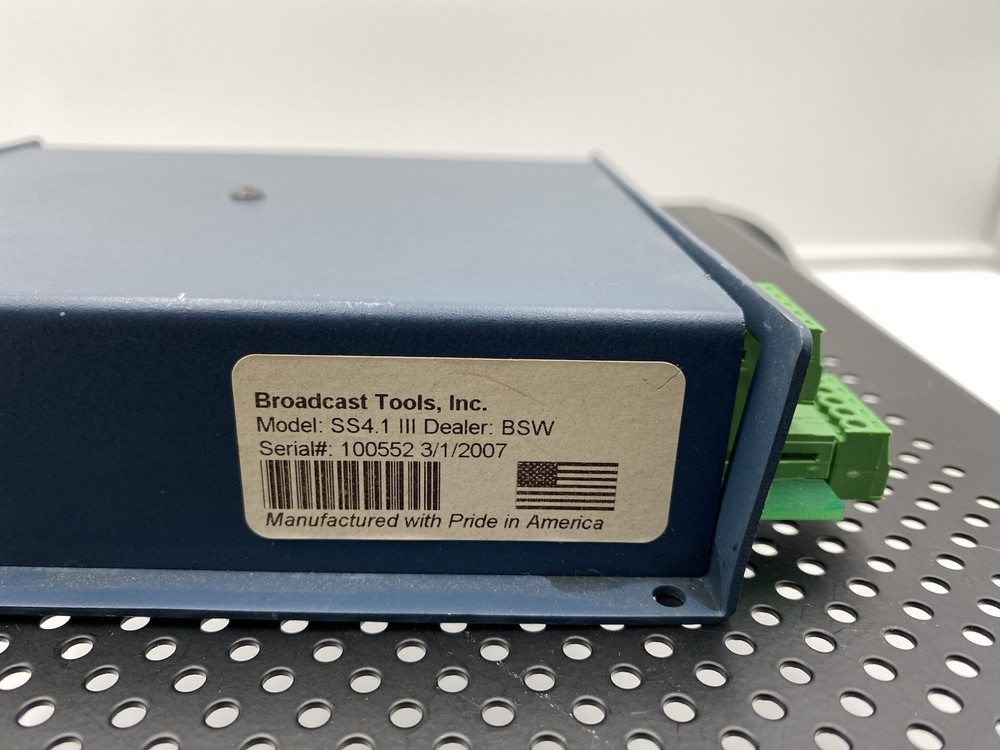 Broadcast Tools, Inc.
Model: SS4.1 III Dealer: BSW
Serial#: 100552 3/1/2007
Manufactured with Pride in America